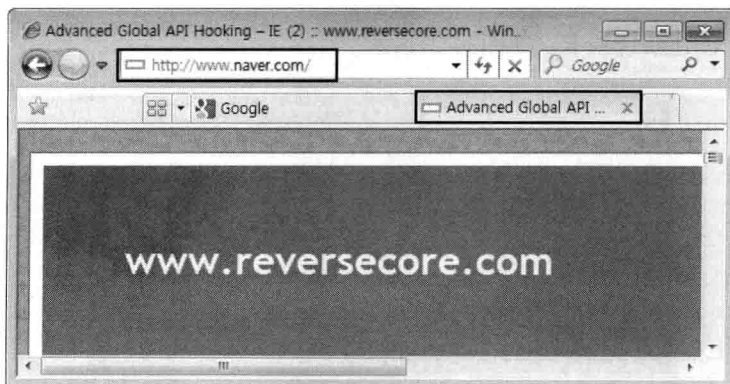 Advanced Global API Hooking – IE (2) :: www.reversecore.com - Win..
http://www.naver.com/
Google
Google
Advanced Global API ...
www.reversecore.com